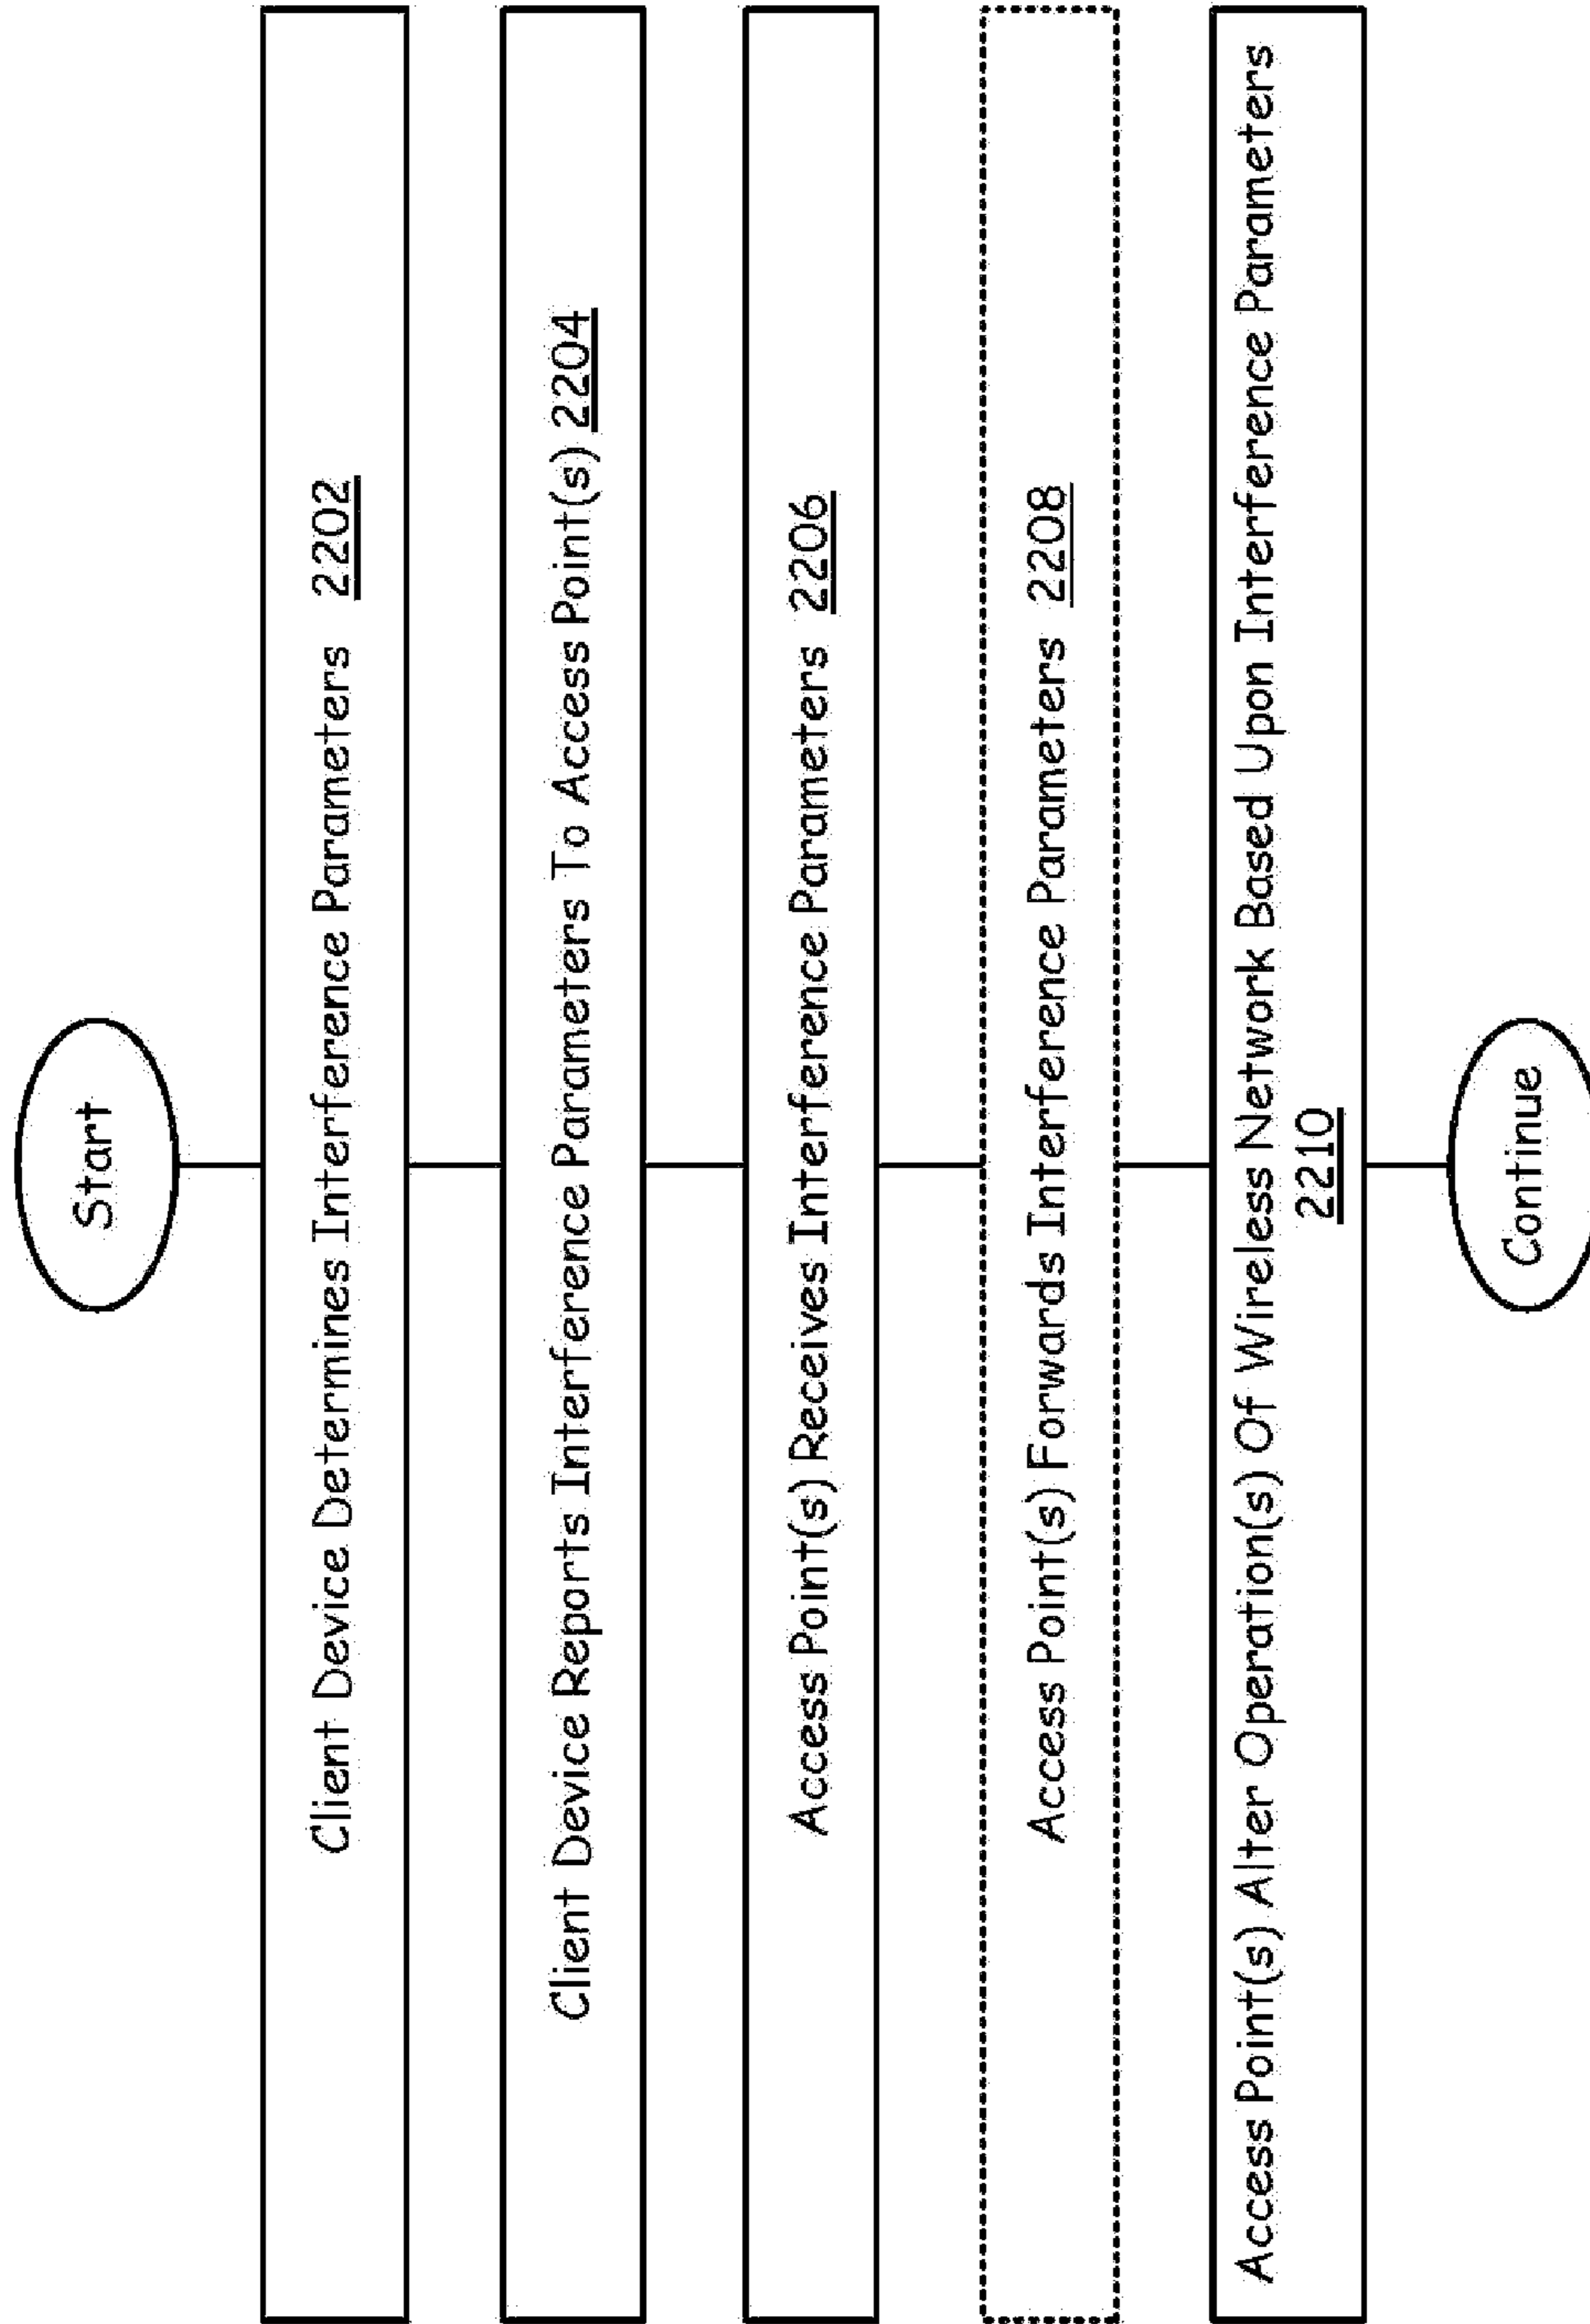 Start
Client Device Determines Interference Parameters 2202
Client Device Reports Interference Parameters To Access Point(s) 2204
Access Point(s) Receives Interference Parameters 2206
Access Point(s) Forwards Interference Parameters 2208
Access Point(s) Alter Operation(s) Of Wireless Network Based Upon Interference Parameters
2210
Continue